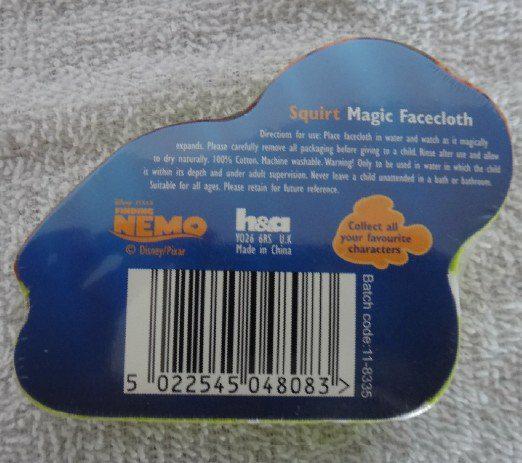 Squirt Magic Facecloth
Directions for use: Place facecloth in water and watch as it magically
expands. Please carefully remove all packaging before giving to a child. Rinse after use and allow
to dry naturally. 100% Cotton. Machine washable. Warning! Only to be used in water in which the child
is within its depth and under adult supervision. Never leave a child unattended in a bath or bathroom.
Suitable for all ages. Please retain for future reference.
Disney·PIXAR
FINDING
NEMO
© Disney/Pixar
h&a
YO26 6RS U.K
Made in China
Collect all
your favourite
characters
Batch code:11-8335
5 022545 048083 >